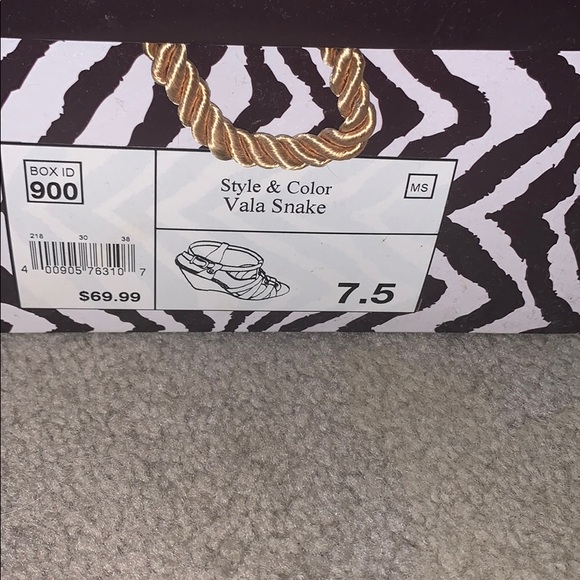 BOX ID
900
Style & Color
Vala Snake
MS
218 30 38
4 00905 76310 7
$69.99
7.5